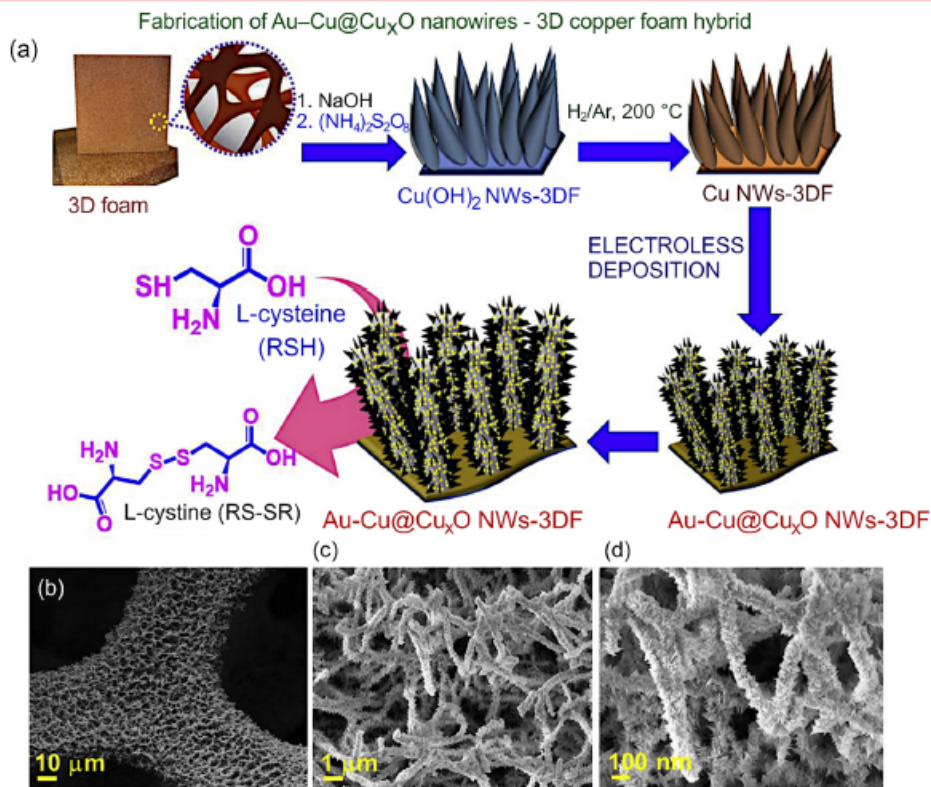 Fabrication of Au–Cu@CuₓO nanowires - 3D copper foam hybrid
(a)
1. NaOH
2. (NH₄)₂S₂O₈
H₂/Ar, 200 °C
3D foam
Cu(OH)₂ NWs-3DF
Cu NWs-3DF
ELECTROLESS
DEPOSITION
O
SH
OH
H₂N
L-cysteine
(RSH)
O
H₂N
S
S
OH
HO
H₂N
O
L-cystine (RS-SR)
Au-Cu@CuₓO NWs-3DF
Au-Cu@CuₓO NWs-3DF
(b)
(c)
(d)
10 μm
1 μm
100 nm